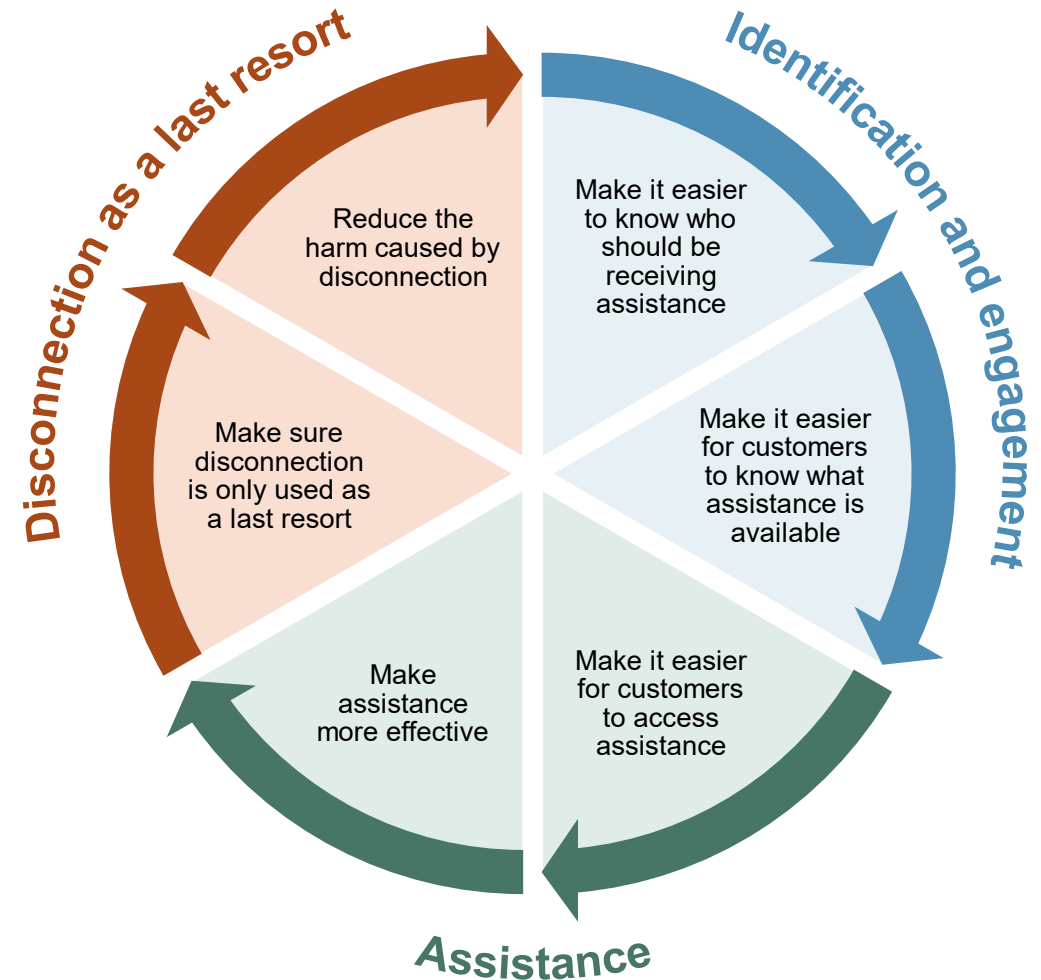 Identification and engagement
Make it easier
to know who
should be
receiving
assistance
Make it easier
for customers
to know what
assistance is
available
Assistance
Make it easier
for customers
to access
assistance
Make
assistance
more effective
Disconnection as a last resort
Make sure
disconnection
is only used as
a last resort
Reduce the
harm caused by
disconnection